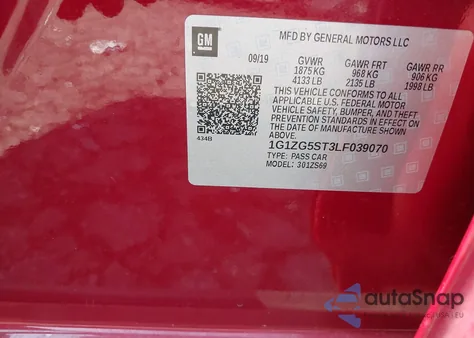 GM
MFD BY GENERAL MOTORS LLC
09/19 GVWR GAWR FRT GAWR RR
1875 KG 968 KG 906 KG
4133 LB 2135 LB 1998 LB
THIS VEHICLE CONFORMS TO ALL
APPLICABLE U.S. FEDERAL MOTOR
VEHICLE SAFETY, BUMPER, AND THEFT
PREVENTION STANDARDS IN EFFECT ON
THE DATE OF MANUFACTURE SHOWN
ABOVE.
434B
1G1ZG5ST3LF039070
TYPE: PASS CAR
MODEL: 301ZS69
autoSnap